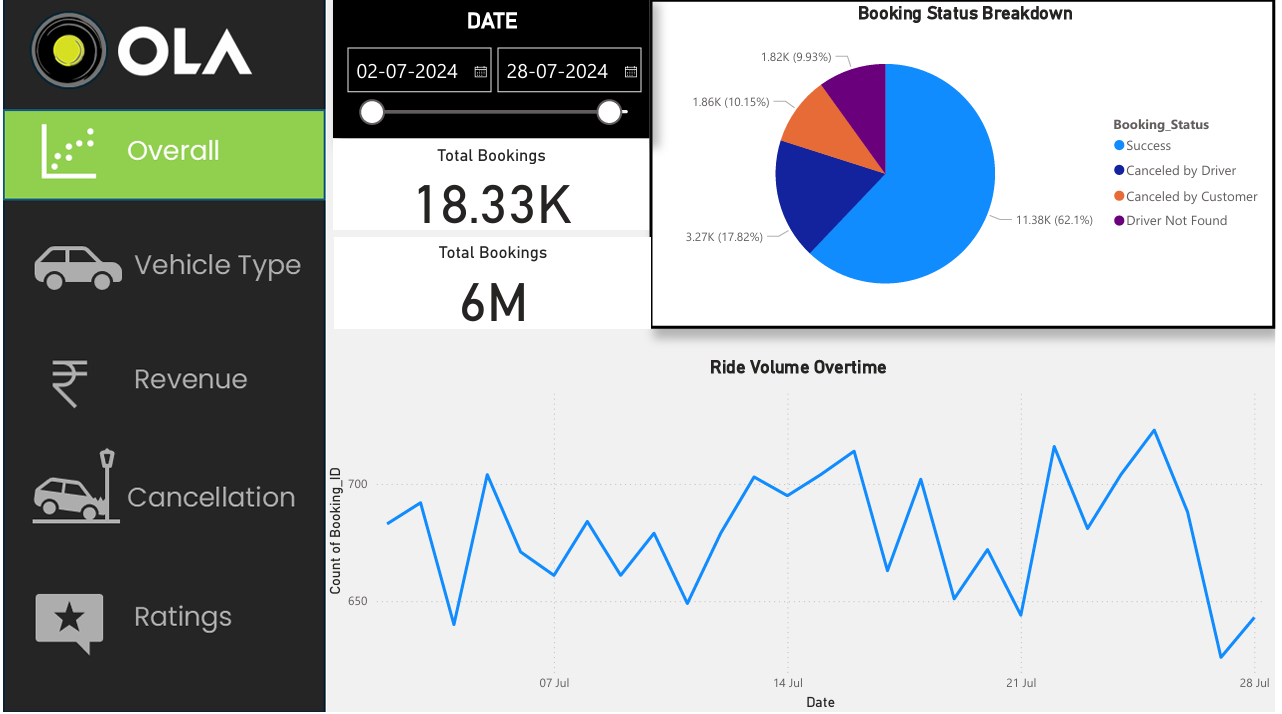 OLA
Overall
Vehicle Type
Revenue
Cancellation
Ratings
DATE
02-07-2024
28-07-2024
Total Bookings
18.33K
Total Bookings
6M
Booking Status Breakdown
1.82K (9.93%)
1.86K (10.15%)
3.27K (17.82%)
11.38K (62.1%)
Booking_Status
Success
Canceled by Driver
Canceled by Customer
Driver Not Found
Ride Volume Overtime
Count of Booking_ID
700
650
07 Jul
14 Jul
21 Jul
28 Jul
Date